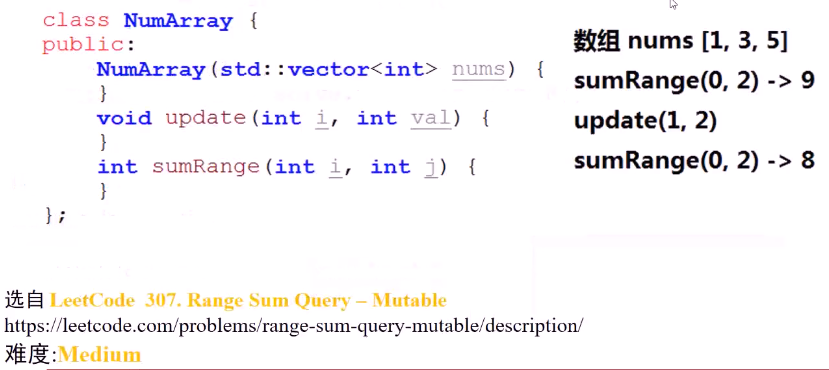 class NumArray {
public:
NumArray(std::vector<int> nums) {
}
void update(int i, int val) {
}
int sumRange(int i, int j) {
}
};
数组 nums [1, 3, 5]
sumRange(0, 2) -> 9
update(1, 2)
sumRange(0, 2) -> 8
选自 LeetCode 307. Range Sum Query – Mutable
https://leetcode.com/problems/range-sum-query-mutable/description/
难度:Medium